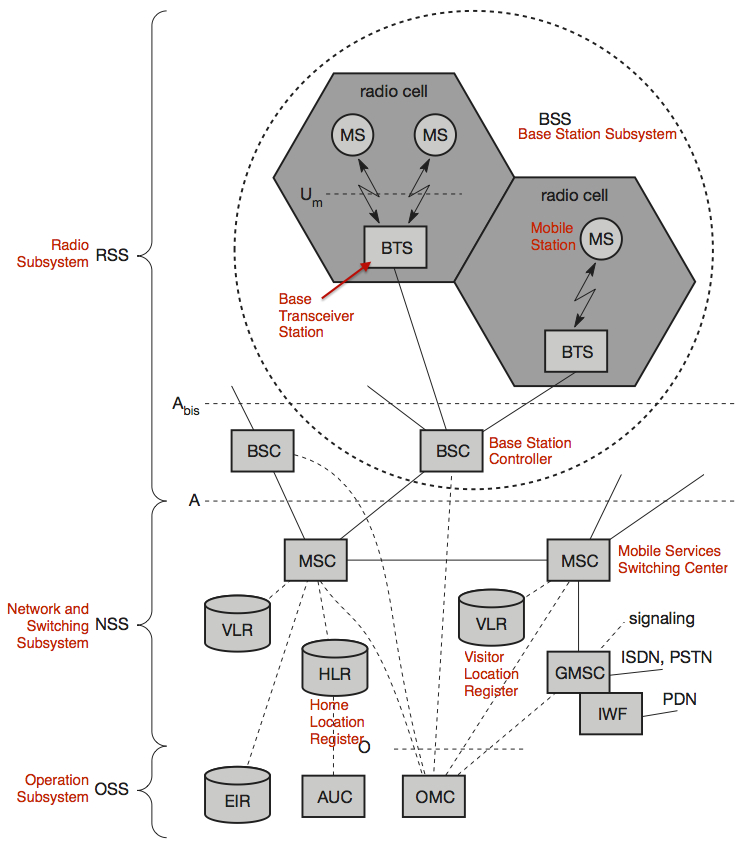 radio cell
MS
MS
BSS
Base Station Subsystem
Um
radio cell
Mobile
Station
MS
BTS
Radio
Subsystem
RSS
Base
Transceiver
Station
BTS
Abis
BSC
BSC
Base Station
Controller
A
MSC
MSC
Mobile Services
Switching Center
Network and
Switching
Subsystem
NSS
VLR
VLR
signaling
HLR
Visitor
Location
Register
GMSC
ISDN, PSTN
IWF
PDN
Home
Location
Register
O
Operation
Subsystem
OSS
EIR
AUC
OMC